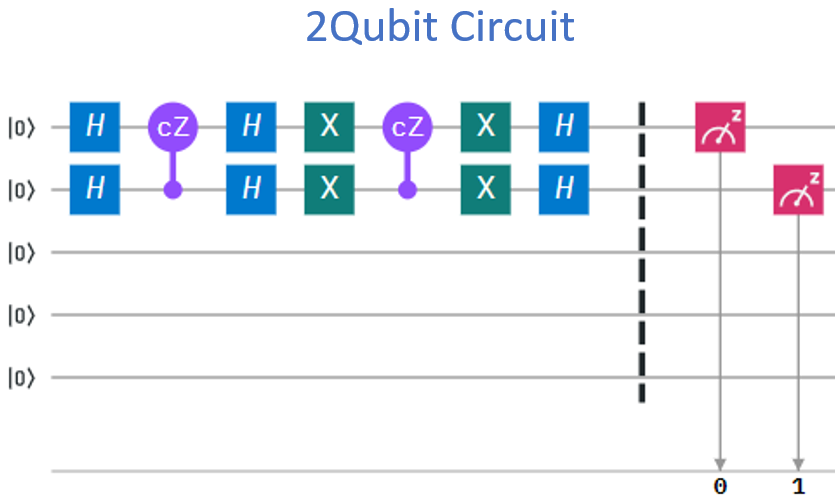 2Qubit Circuit
|0⟩ H cZ H X cZ X H z
|0⟩ H H X X H z
|0⟩
|0⟩
|0⟩
0 1